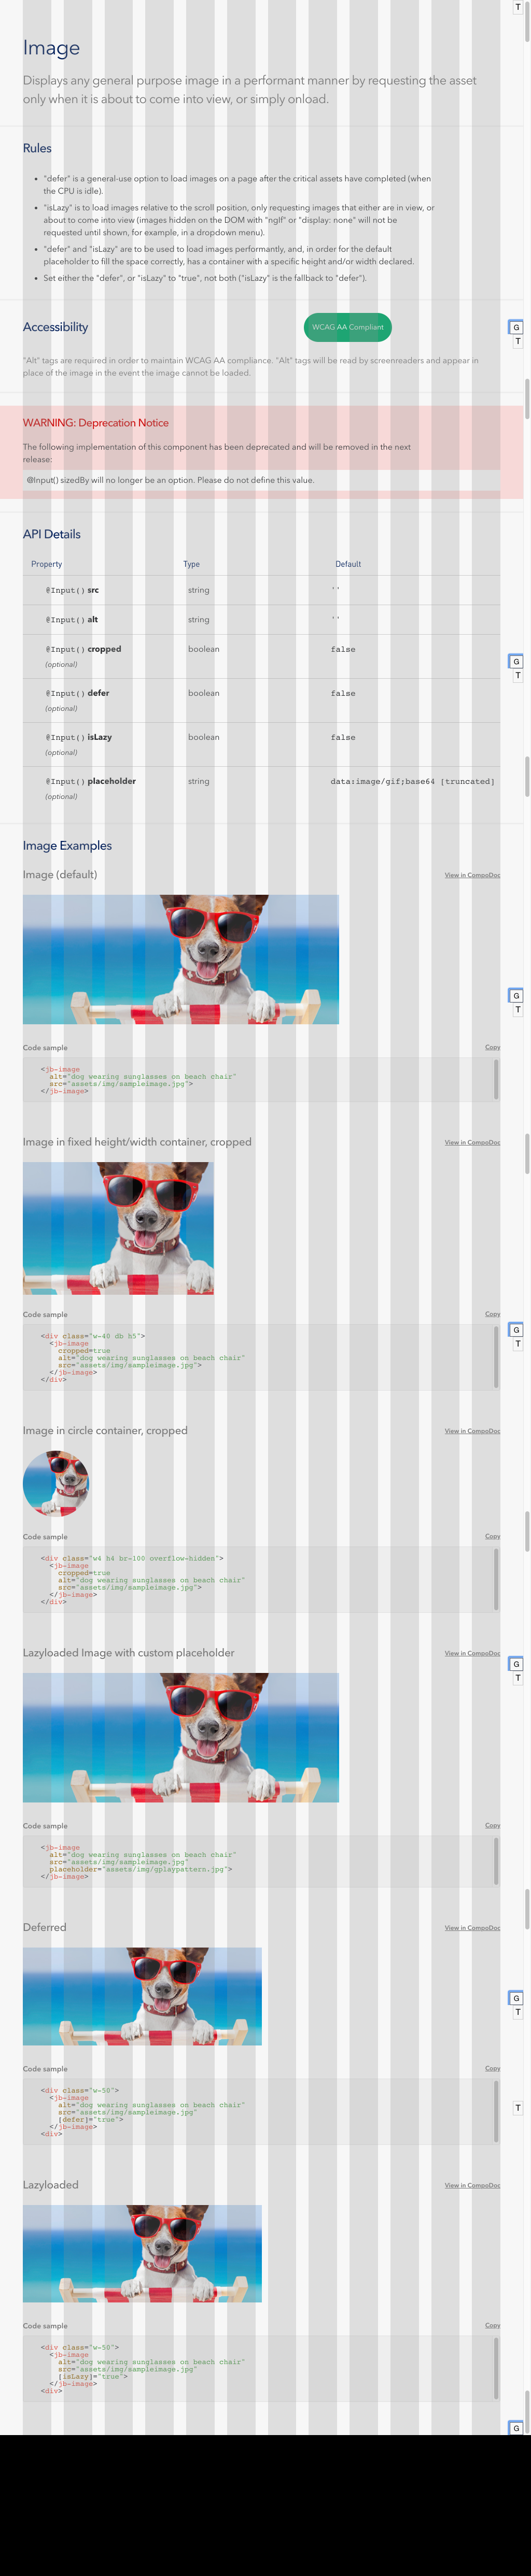 T
Image
Displays any general purpose image in a performant manner by requesting the asset
only when it is about to come into view, or simply onload.
Rules
• "defer" is a general-use option to load images on a page after the critical assets have completed (when
the CPU is idle).
• "isLazy" is to load images relative to the scroll position, only requesting images that either are in view, or
about to come into view (images hidden on the DOM with "ngIf" or "display: none" will not be
requested until shown, for example, in a dropdown menu).
• "defer" and "isLazy" are to be used to load images performantly, and, in order for the default
placeholder to fill the space correctly, has a container with a specific height and/or width declared.
• Set either the "defer", or "isLazy" to "true", not both ("isLazy" is the fallback to "defer").
Accessibility
WCAG AA Compliant
G
T
"Alt" tags are required in order to maintain WCAG AA compliance. "Alt" tags will be read by screenreaders and appear in
place of the image in the event the image cannot be loaded.
WARNING: Deprecation Notice
The following implementation of this component has been deprecated and will be removed in the next
release:
@Input() sizedBy will no longer be an option. Please do not define this value.
API Details
Property Type Default
@Input() src string ''
@Input() alt string ''
@Input() cropped boolean false
(optional)
G
T
@Input() defer boolean false
(optional)
@Input() isLazy boolean false
(optional)
@Input() placeholder string data:image/gif;base64 [truncated]
(optional)
Image Examples
Image (default) View in CompoDoc
G
T
Code sample Copy
<jb-image
alt="dog wearing sunglasses on beach chair"
src="assets/img/sampleimage.jpg">
</jb-image>
Image in fixed height/width container, cropped View in CompoDoc
Code sample Copy
G
T
<div class="w-40 db h5">
<jb-image
cropped=true
alt="dog wearing sunglasses on beach chair"
src="assets/img/sampleimage.jpg">
</jb-image>
</div>
Image in circle container, cropped View in CompoDoc
Code sample Copy
<div class="w4 h4 br-100 overflow-hidden">
<jb-image
cropped=true
alt="dog wearing sunglasses on beach chair"
src="assets/img/sampleimage.jpg">
</jb-image>
</div>
Lazyloaded Image with custom placeholder View in CompoDoc
G
T
Code sample Copy
<jb-image
alt="dog wearing sunglasses on beach chair"
src="assets/img/sampleimage.jpg"
placeholder="assets/img/gplaypattern.jpg">
</jb-image>
Deferred View in CompoDoc
G
T
Code sample Copy
<div class="w-50">
<jb-image
alt="dog wearing sunglasses on beach chair"
src="assets/img/sampleimage.jpg"
[defer]="true">
</jb-image>
<div>
T
Lazyloaded View in CompoDoc
Code sample Copy
<div class="w-50">
<jb-image
alt="dog wearing sunglasses on beach chair"
src="assets/img/sampleimage.jpg"
[isLazy]="true">
</jb-image>
<div>
G